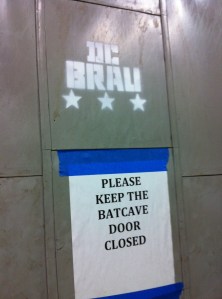 DC
BRAU
PLEASE
KEEP THE
BATCAVE
DOOR
CLOSED